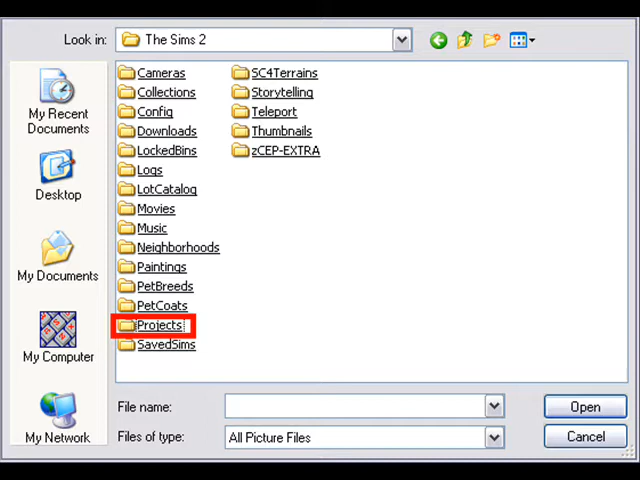 Look in:
The Sims 2
My Recent
Documents
Desktop
My Documents
My Computer
My Network
Cameras
Collections
Config
Downloads
LockedBins
Logs
LotCatalog
Movies
Music
Neighborhoods
Paintings
PetBreeds
PetCoats
Projects
SavedSims
SC4Terrains
Storytelling
Teleport
Thumbnails
zCEP-EXTRA
File name:
Open
Files of type:
All Picture Files
Cancel